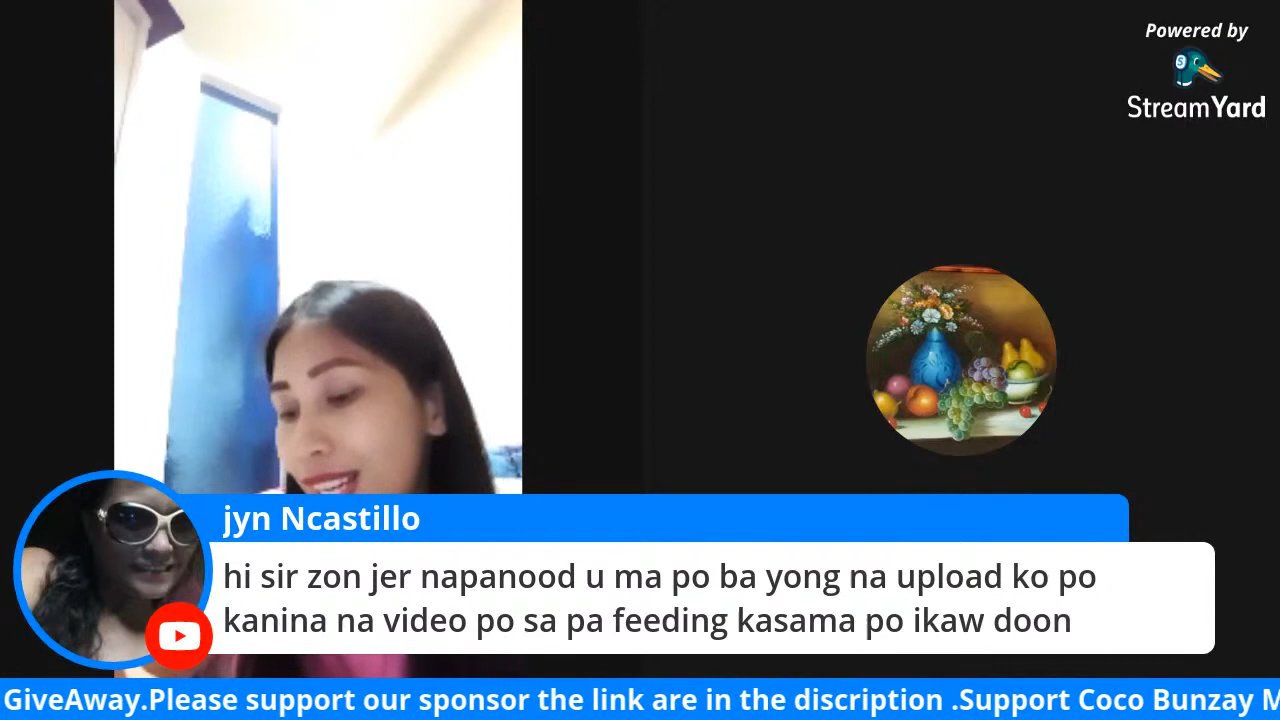 Powered by
StreamYard
jyn Ncastillo
hi sir zon jer napanood u ma po ba yong na upload ko po
kanina na video po sa pa feeding kasama po ikaw doon
GiveAway.Please support our sponsor the link are in the discription .Support Coco Bunzay M